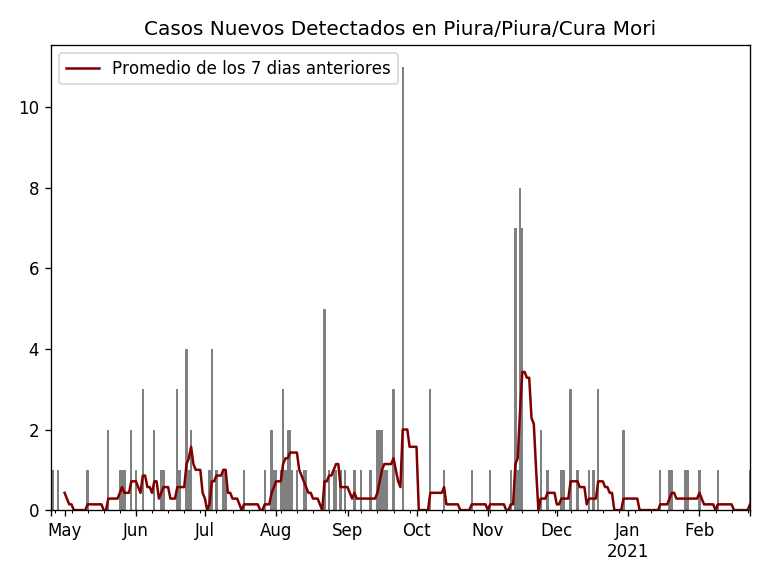 Casos Nuevos Detectados en Piura/Piura/Cura Mori
Promedio de los 7 dias anteriores
10
8
6
4
2
0
May Jun Jul Aug Sep Oct Nov Dec Jan Feb
2021